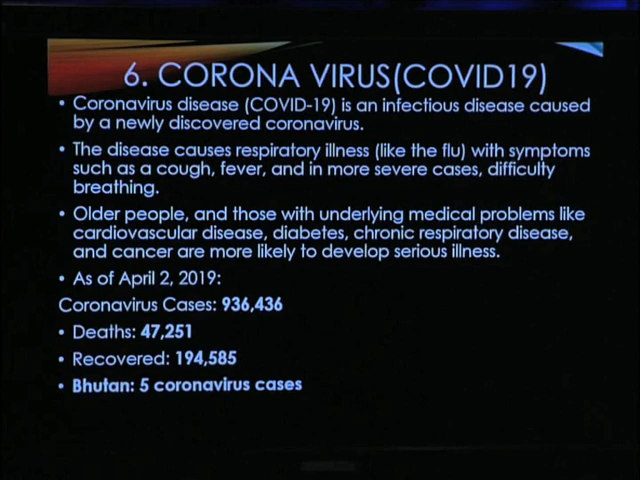 6. CORONA VIRUS(COVID19)
• Coronavirus disease (COVID-19) is an infectious disease caused
by a newly discovered coronavirus.
• The disease causes respiratory illness (like the flu) with symptoms
such as a cough, fever, and in more severe cases, difficulty
breathing.
• Older people, and those with underlying medical problems like
cardiovascular disease, diabetes, chronic respiratory disease,
and cancer are more likely to develop serious illness.
• As of April 2, 2019:
Coronavirus Cases: 936,436
• Deaths: 47,251
• Recovered: 194,585
• Bhutan: 5 coronavirus cases